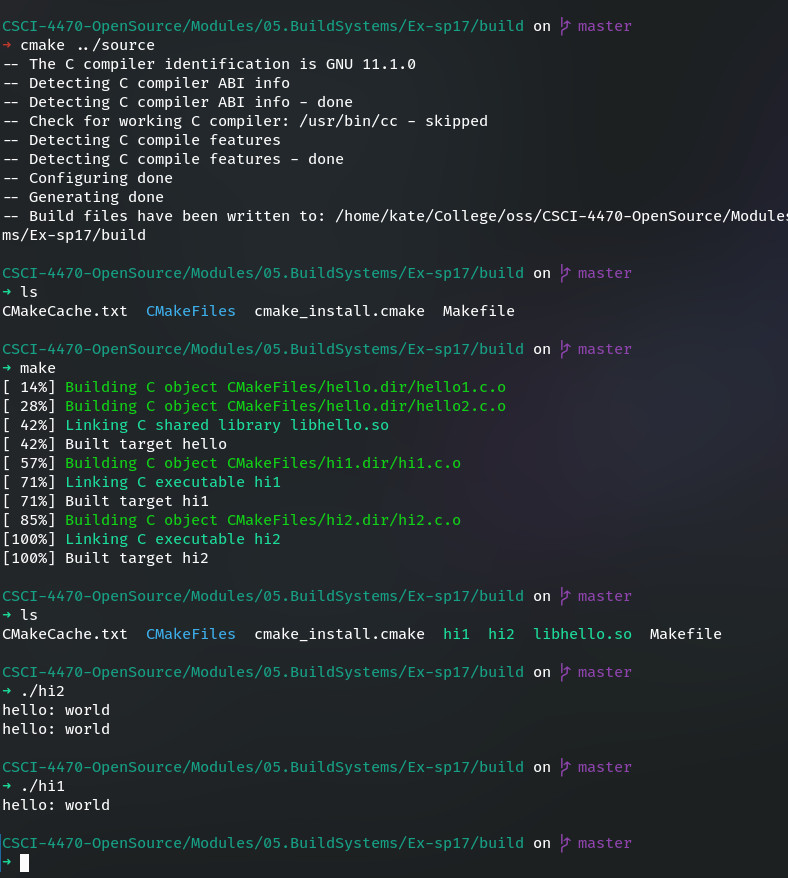 CSCI-4470-OpenSource/Modules/05.BuildSystems/Ex-sp17/build on master
➜ cmake ../source
-- The C compiler identification is GNU 11.1.0
-- Detecting C compiler ABI info
-- Detecting C compiler ABI info - done
-- Check for working C compiler: /usr/bin/cc - skipped
-- Detecting C compile features
-- Detecting C compile features - done
-- Configuring done
-- Generating done
-- Build files have been written to: /home/kate/College/oss/CSCI-4470-OpenSource/Modules
ms/Ex-sp17/build
CSCI-4470-OpenSource/Modules/05.BuildSystems/Ex-sp17/build on master
➜ ls
CMakeCache.txt CMakeFiles cmake_install.cmake Makefile
CSCI-4470-OpenSource/Modules/05.BuildSystems/Ex-sp17/build on master
➜ make
[ 14%] Building C object CMakeFiles/hello.dir/hello1.c.o
[ 28%] Building C object CMakeFiles/hello.dir/hello2.c.o
[ 42%] Linking C shared library libhello.so
[ 42%] Built target hello
[ 57%] Building C object CMakeFiles/hi1.dir/hi1.c.o
[ 71%] Linking C executable hi1
[ 71%] Built target hi1
[ 85%] Building C object CMakeFiles/hi2.dir/hi2.c.o
[100%] Linking C executable hi2
[100%] Built target hi2
CSCI-4470-OpenSource/Modules/05.BuildSystems/Ex-sp17/build on master
➜ ls
CMakeCache.txt CMakeFiles cmake_install.cmake hi1 hi2 libhello.so Makefile
CSCI-4470-OpenSource/Modules/05.BuildSystems/Ex-sp17/build on master
➜ ./hi2
hello: world
hello: world
CSCI-4470-OpenSource/Modules/05.BuildSystems/Ex-sp17/build on master
➜ ./hi1
hello: world
CSCI-4470-OpenSource/Modules/05.BuildSystems/Ex-sp17/build on master
➜